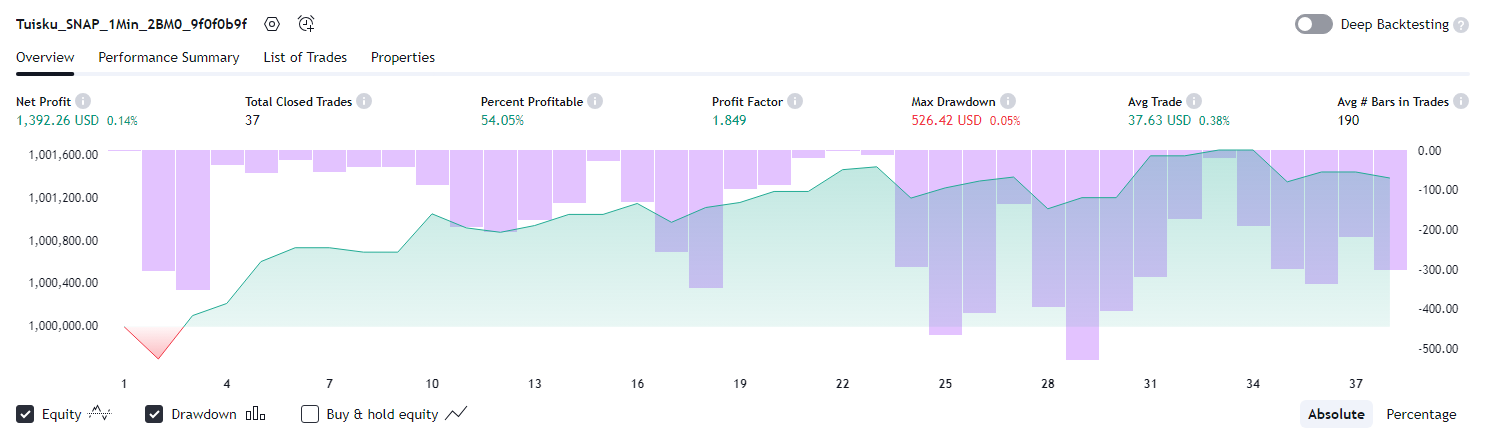 Tuisku_SNAP_1Min_2BM0_9f0f0b9f Deep Backtesting ?
Overview Performance Summary List of Trades Properties
Net Profit i Total Closed Trades i Percent Profitable i Profit Factor i Max Drawdown i Avg Trade i Avg # Bars in Trades i
1,392.26 USD 0.14% 37 54.05% 1.849 526.42 USD 0.05% 37.63 USD 0.38% 190
1,001,600.00 0.00
1,001,200.00 -100.00
1,000,800.00 -200.00
1,000,400.00 -300.00
1,000,000.00 -400.00
-500.00
1 4 7 10 13 16 19 22 25 28 31 34 37
Equity Drawdown Buy & hold equity Absolute Percentage